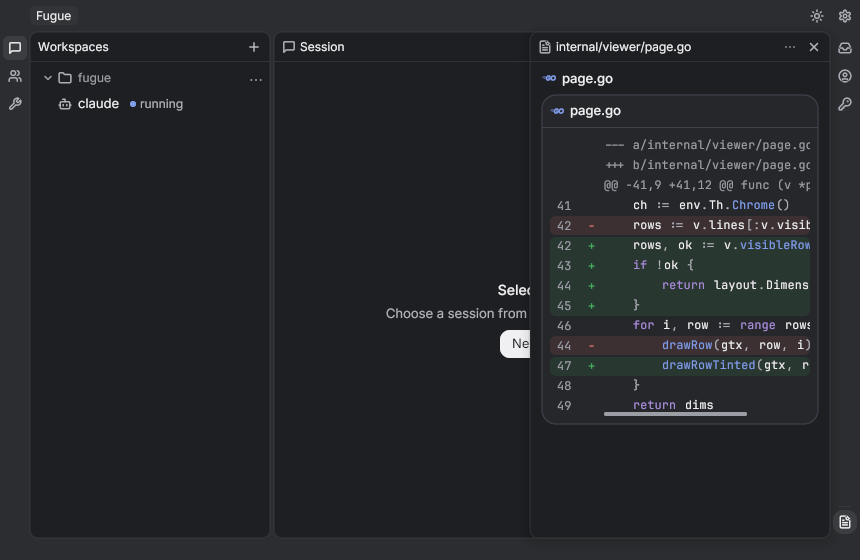 Fugue
Workspaces
fugue
claude running
Session
Choose a session from
internal/viewer/page.go
page.go
page.go
--- a/internal/viewer/page.go
+++ b/internal/viewer/page.go
@@ -41,9 +41,12 @@ func (v *p
41 ch := env.Th.Chrome()
42 - rows := v.lines[:v.visib
42 + rows, ok := v.visibleRow
43 + if !ok {
44 + return layout.Dimens
45 + }
46 for i, row := range rows
44 - drawRow(gtx, row, i)
47 + drawRowTinted(gtx, r
48 }
49 return dims